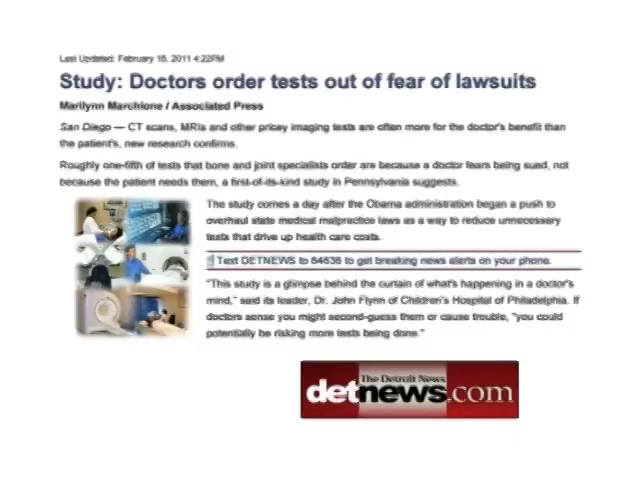 Last Updated: February 16, 2011 4:22PM
Study: Doctors order tests out of fear of lawsuits
Marilynn Marchione / Associated Press
San Diego — CT scans, MRIs and other pricey imaging tests are often more for the doctor's benefit than
the patient's, new research confirms.
Roughly one-fifth of tests that bone and joint specialists order are because a doctor fears being sued, not
because the patient needs them, a first-of-its-kind study in Pennsylvania suggests.
The study comes a day after the Obama administration began a push to
overhaul state medical malpractice laws as a way to reduce unnecessary
tests that drive up health care costs.
Text DETNEWS to 64636 to get breaking news alerts on your phone.
"This study is a glimpse behind the curtain of what's happening in a doctor's
mind," said its leader, Dr. John Flynn of Children's Hospital of Philadelphia. If
doctors sense you might second-guess them or cause trouble, "you could
potentially be risking more tests being done."
The Detroit News
detnews.com